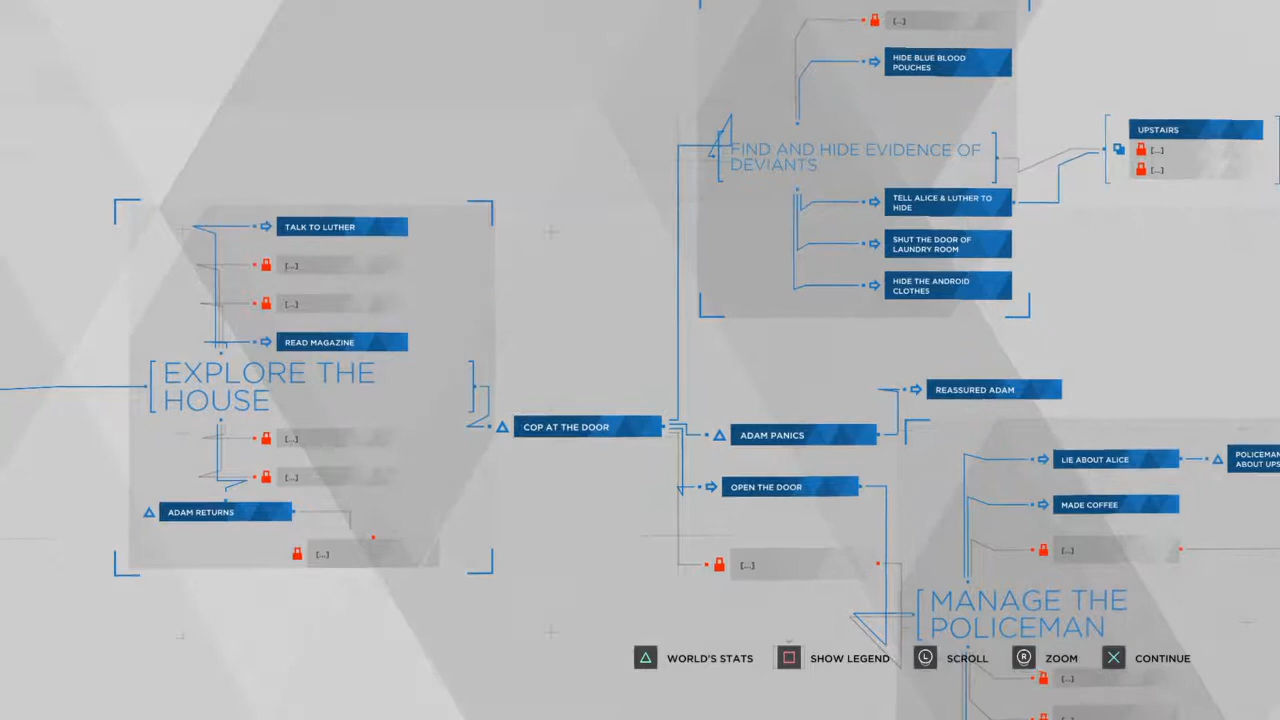 [...]
HIDE BLUE BLOOD
POUCHES
FIND AND HIDE EVIDENCE OF
DEVIANTS
UPSTAIRS
[...]
[...]
TELL ALICE & LUTHER TO
HIDE
SHUT THE DOOR OF
LAUNDRY ROOM
HIDE THE ANDROID
CLOTHES
TALK TO LUTHER
[...]
[...]
READ MAGAZINE
EXPLORE THE
HOUSE
[...]
[...]
ADAM RETURNS
[...]
COP AT THE DOOR
ADAM PANICS
REASSURED ADAM
OPEN THE DOOR
[...]
LIE ABOUT ALICE
POLICEMAN
ABOUT UPS
MADE COFFEE
[...]
MANAGE THE
POLICEMAN
[...]
[...]
WORLD'S STATS
SHOW LEGEND
L
SCROLL
R
ZOOM
CONTINUE